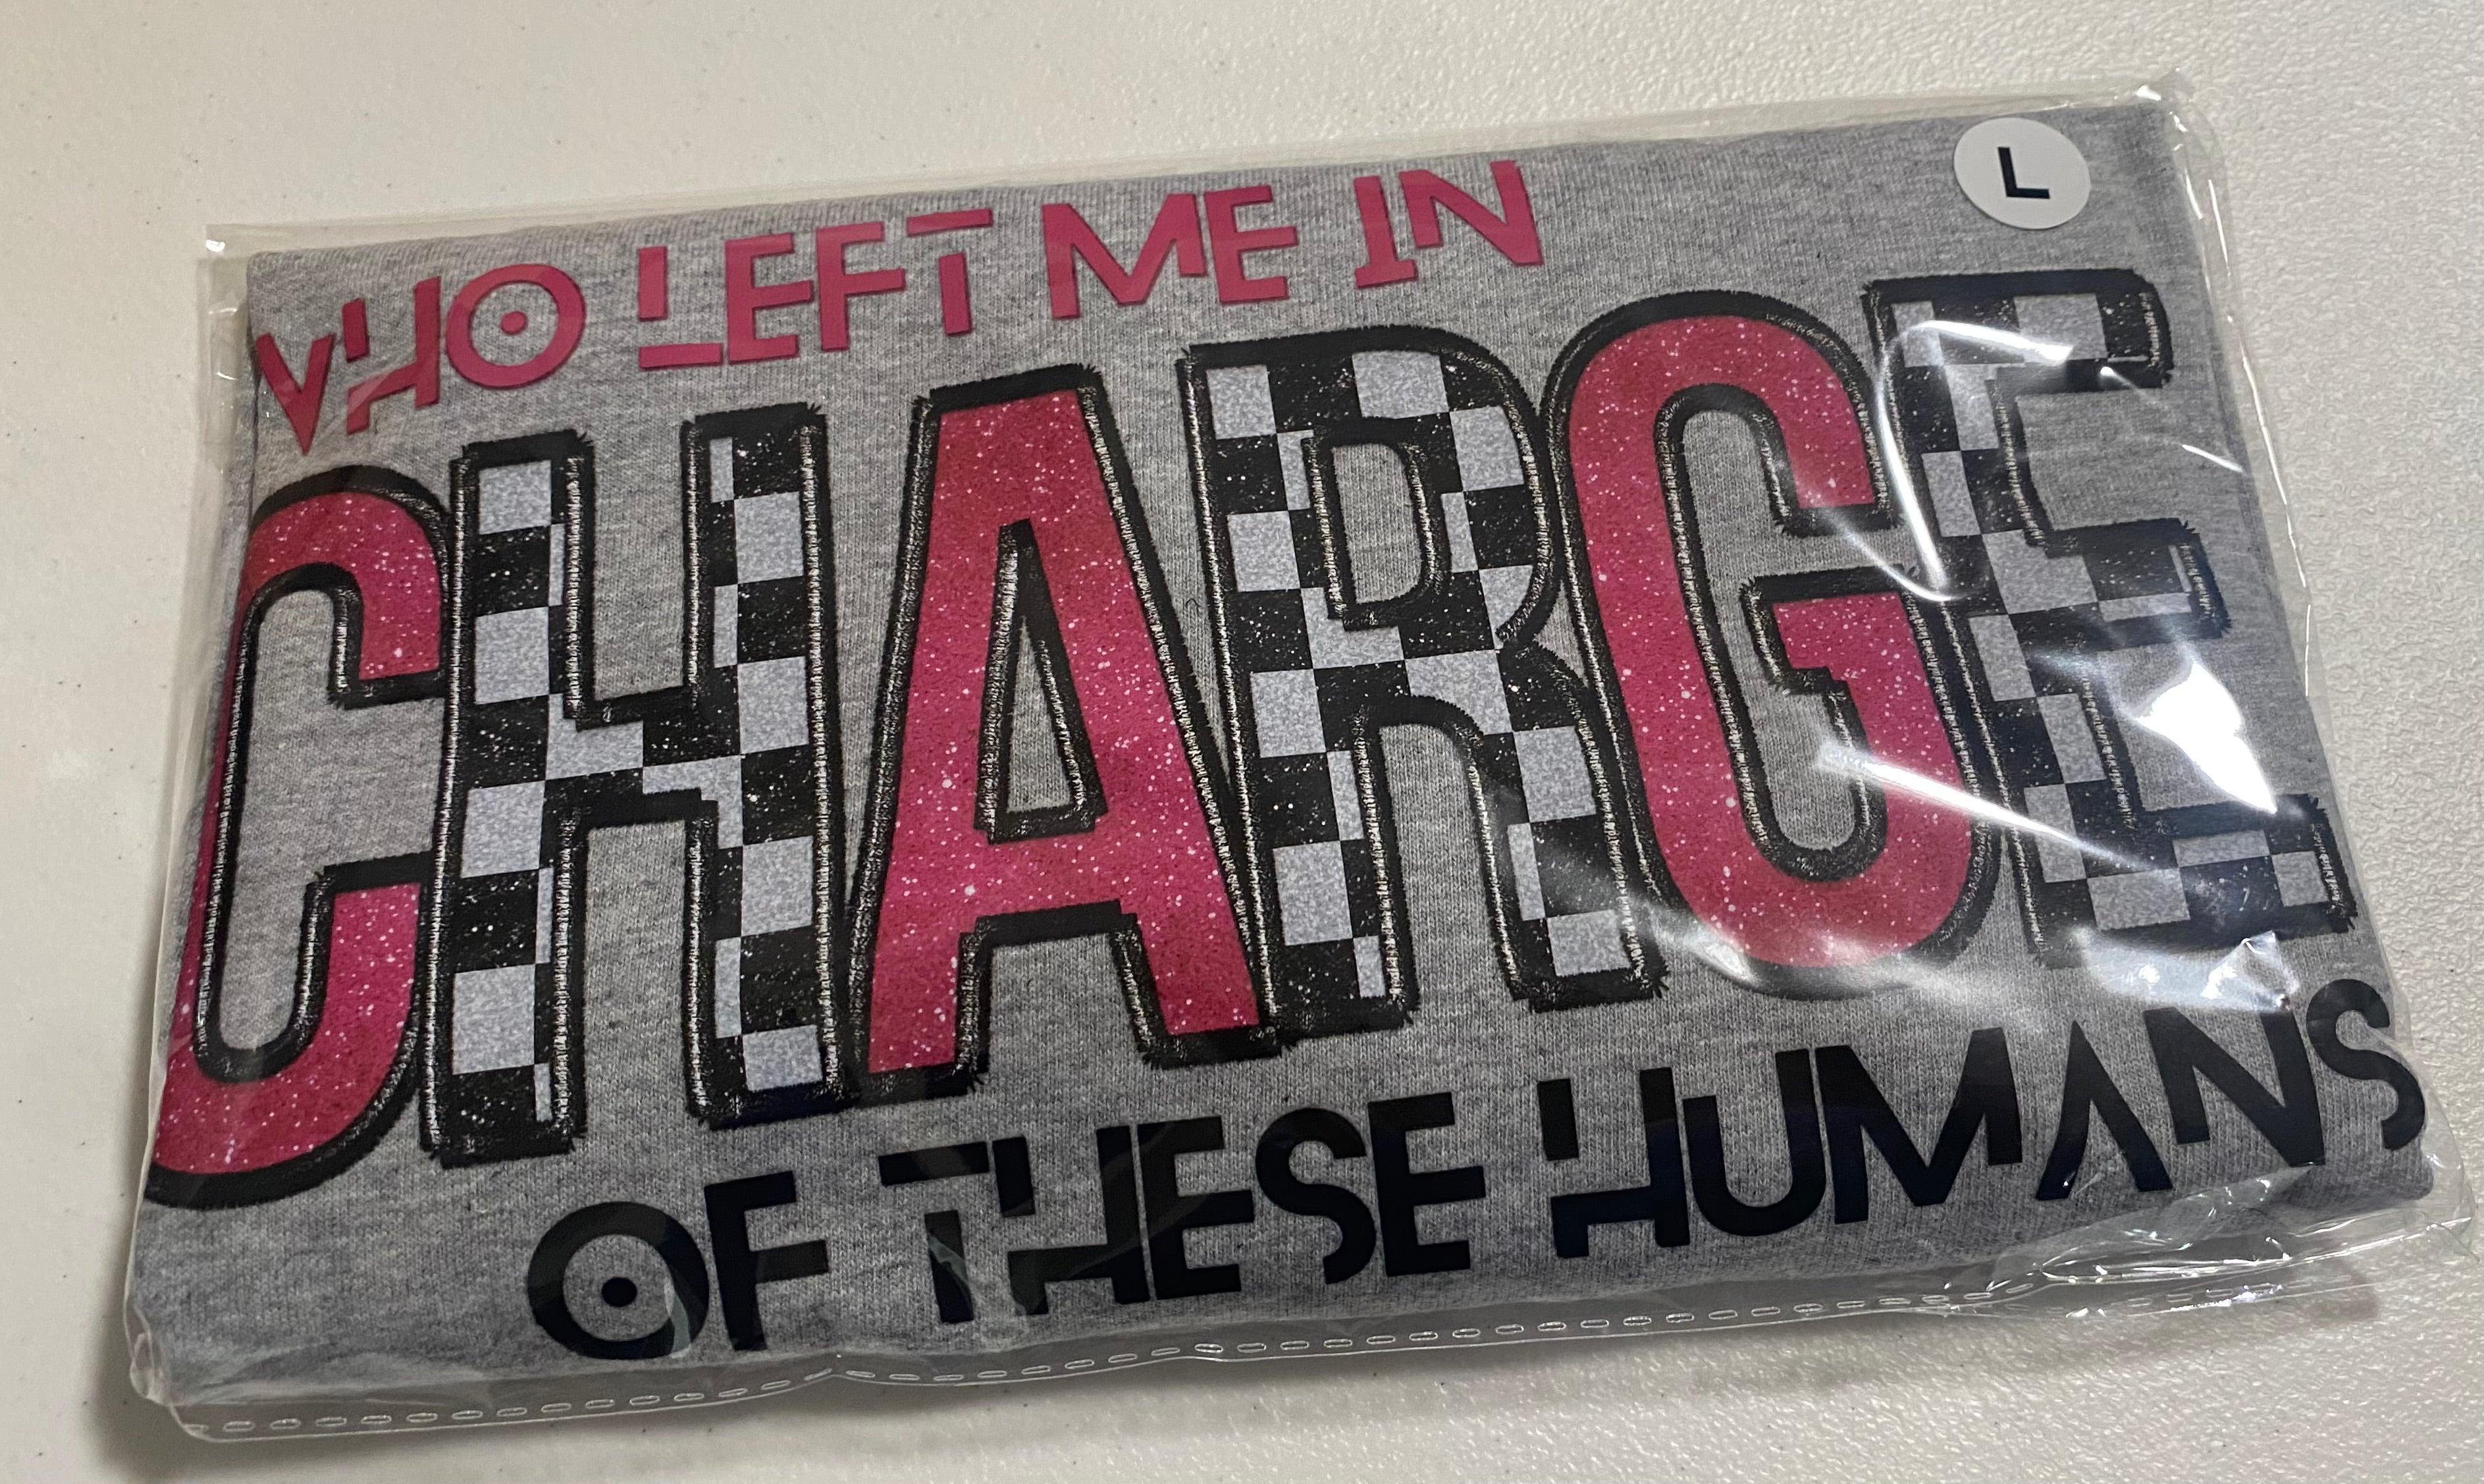 WHO LEFT ME IN
L
CHARGE
OF THESE HUMANS